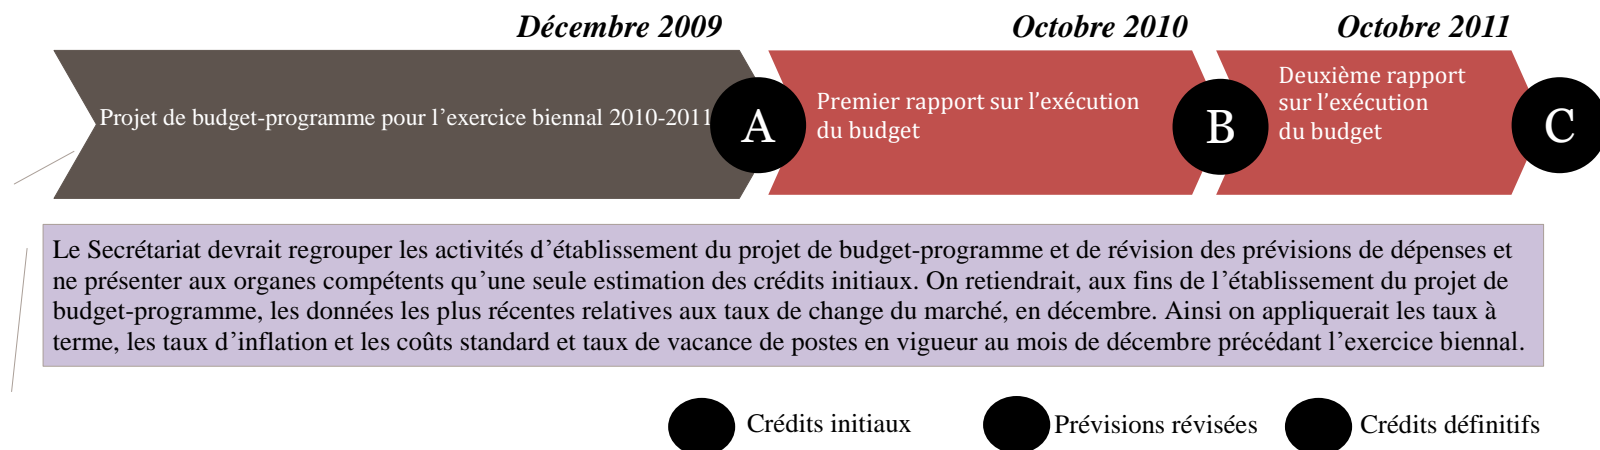 Décembre 2009
Octobre 2010
Octobre 2011
Projet de budget-programme pour l'exercice biennal 2010-2011
A
Premier rapport sur l'exécution
du budget
B
Deuxième rapport
sur l'exécution
du budget
C
Le Secrétariat devrait regrouper les activités d'établissement du projet de budget-programme et de révision des prévisions de dépenses et
ne présenter aux organes compétents qu'une seule estimation des crédits initiaux. On retiendrait, aux fins de l'établissement du projet de
budget-programme, les données les plus récentes relatives aux taux de change du marché, en décembre. Ainsi on appliquerait les taux à
terme, les taux d'inflation et les coûts standard et taux de vacance de postes en vigueur au mois de décembre précédant l'exercice biennal.
Crédits initiaux
Prévisions révisées
Crédits définitifs